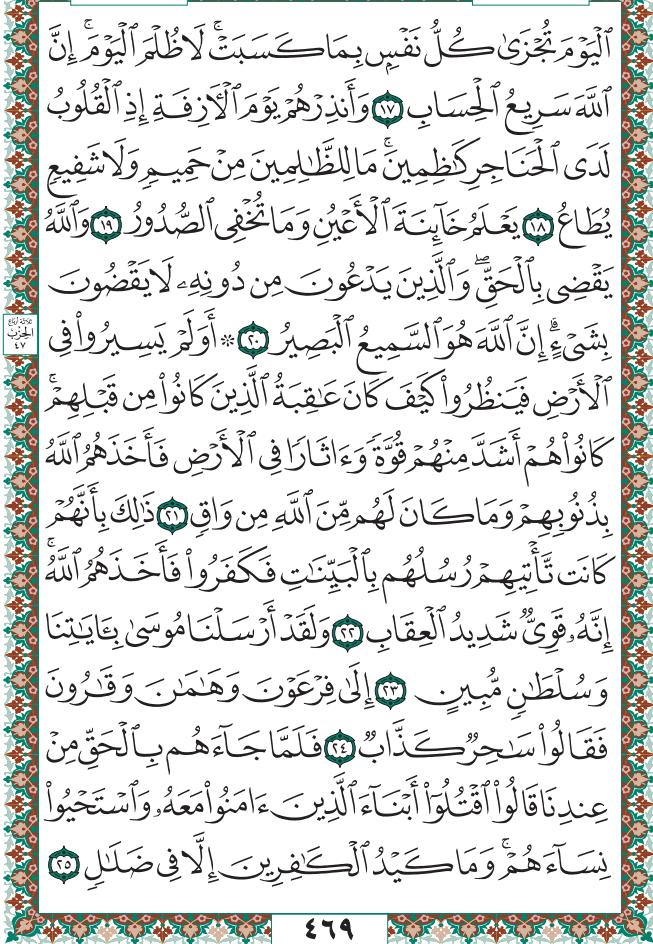 ٱلۡيَوۡمَ تُجۡزَىٰ كُلُّ نَفۡسِۭ بِمَا كَسَبَتۡۚ لَا ظُلۡمَ ٱلۡيَوۡمَۚ إِنَّ
ٱللَّهَ سَرِيعُ ٱلۡحِسَابِ ١٧ وَأَنذِرۡهُمۡ يَوۡمَ ٱلۡأٓزِفَةِ إِذِ ٱلۡقُلُوبُ
لَدَى ٱلۡحَنَاجِرِ كَٰظِمِينَۚ مَا لِلظَّٰلِمِينَ مِنۡ حَمِيمٖ وَلَا شَفِيعٖ
يُطَاعُ ١٨ يَعۡلَمُ خَآئِنَةَ ٱلۡأَعۡيُنِ وَمَا تُخۡفِي ٱلصُّدُورُ ١٩ وَٱللَّهُ
يَقۡضِي بِٱلۡحَقِّۖ وَٱلَّذِينَ يَدۡعُونَ مِن دُونِهِۦ لَا يَقۡضُونَ
بِشَيۡءٍۗ إِنَّ ٱللَّهَ هُوَ ٱلسَّمِيعُ ٱلۡبَصِيرُ ٢٠ ۞ أَوَلَمۡ يَسِيرُواْ فِي
ٱلۡأَرۡضِ فَيَنظُرُواْ كَيۡفَ كَانَ عَٰقِبَةُ ٱلَّذِينَ كَانُواْ مِن قَبۡلِهِمۡۚ
كَانُواْ هُمۡ أَشَدَّ مِنۡهُمۡ قُوَّةٗ وَءَاثَارٗا فِي ٱلۡأَرۡضِ فَأَخَذَهُمُ ٱللَّهُ
بِذُنُوبِهِمۡ وَمَا كَانَ لَهُم مِّنَ ٱللَّهِ مِن وَاقٖ ٢١ ذَٰلِكَ بِأَنَّهُمۡ
كَانَت تَّأۡتِيهِمۡ رُسُلُهُم بِٱلۡبَيِّنَٰتِ فَكَفَرُواْ فَأَخَذَهُمُ ٱللَّهُۚ
إِنَّهُۥ قَوِيّٞ شَدِيدُ ٱلۡعِقَابِ ٢٢ وَلَقَدۡ أَرۡسَلۡنَا مُوسَىٰ بِـَٔايَٰتِنَا
وَسُلۡطَٰنٖ مُّبِينٍ ٢٣ إِلَىٰ فِرۡعَوۡنَ وَهَٰمَٰنَ وَقَٰرُونَ
فَقَالُواْ سَٰحِرٞ كَذَّابٞ ٢٤ فَلَمَّا جَآءَهُم بِٱلۡحَقِّ مِنۡ
عِندِنَا قَالُواْ ٱقۡتُلُوٓاْ أَبۡنَآءَ ٱلَّذِينَ ءَامَنُواْ مَعَهُۥ وَٱسۡتَحۡيُواْ
نِسَآءَهُمۡۚ وَمَا كَيۡدُ ٱلۡكَٰفِرِينَ إِلَّا فِي ضَلَٰلٖ ٢٥
ثلاثة أرباع
الحزب
٤٧
٤٦٩